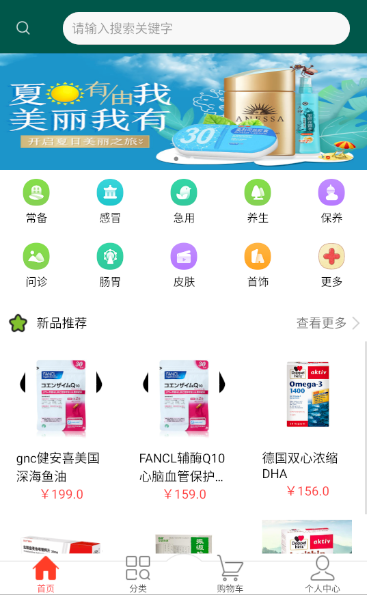 请输入搜索关键字
夏 有/由我
美丽我有
开启夏日美丽之旅
ANESSA
30
常备
感冒
急用
养生
保养
问诊
肠胃
皮肤
首饰
更多
新品推荐
查看更多
FANCL
コエンザイムQ10
FANCL
コエンザイムQ10
aktiv
Omega-3
1400
gnc健安喜美国
深海鱼油
¥199.0
FANCL辅酶Q10
心脑血管保护...
¥159.0
德国双心浓缩
DHA
¥156.0
aktiv
首页
分类
购物车
个人中心